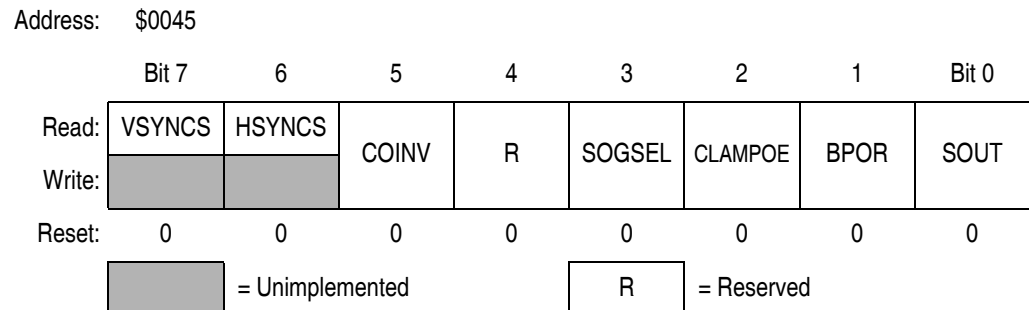 Address: $0045
Bit 7 6 5 4 3 2 1 Bit 0
Read: VSYNCS HSYNCS COINV R SOGSEL CLAMPOE BPOR SOUT
Write:
Reset: 0 0 0 0 0 0 0 0
= Unimplemented R = Reserved